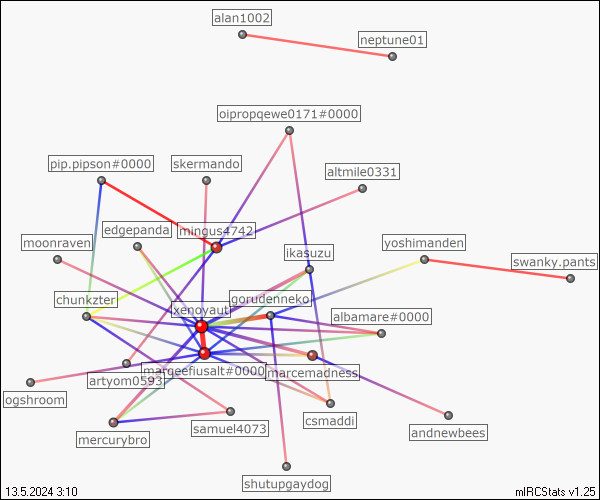 alan1002
neptune01
oipropqewe0171#0000
pip.pipson#0000
skermando
altmile0331
edgepanda
mingus4742
moonraven
ikasuzu
yoshimanden
swanky.pants
chunkzter
xenoyaut
gorudenneko
albamare#0000
margeefiusalt#0000
marcemadness
artyom0593
ogshroom
csmaddi
samuel4073
andnewbees
mercurybro
shutupgaydog
13.5.2024 3:10
mIRCStats v1.25